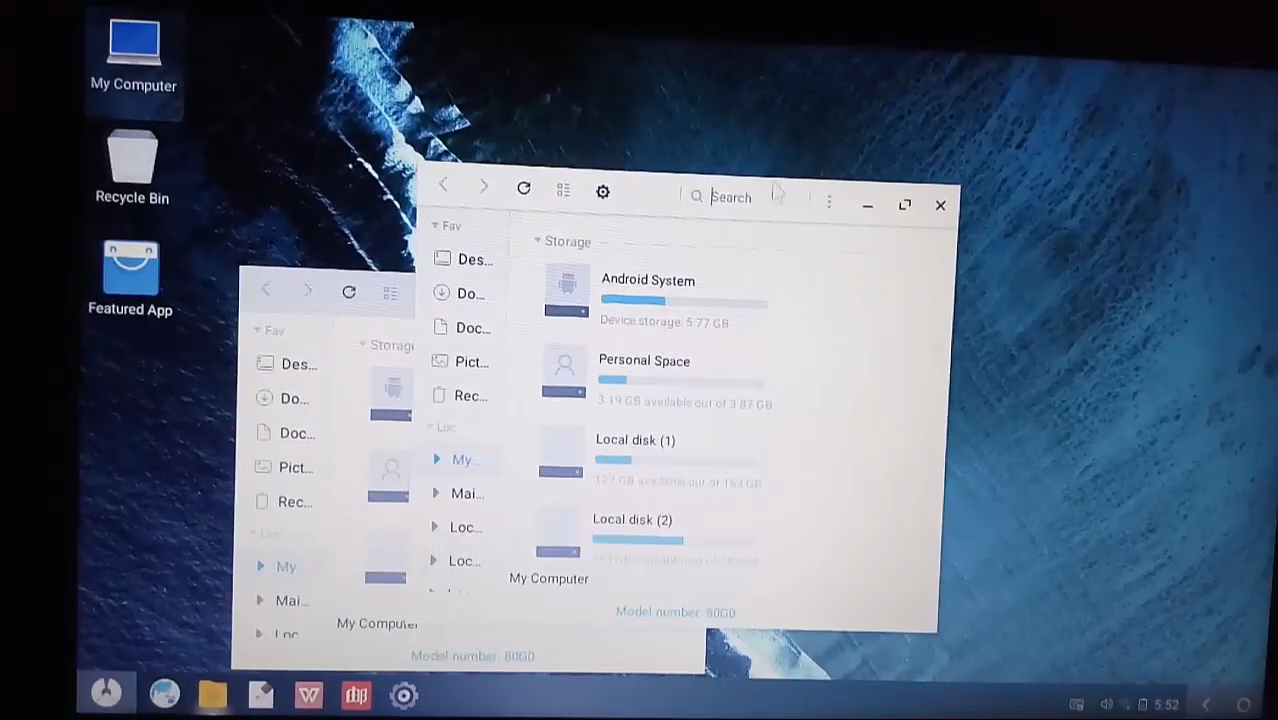 My Computer
Recycle Bin
Featured App
Search
Fav
Des...
Do...
Doc...
Pict...
Rec...
Loc
My
Mai...
Loc...
Loc...
Storage
Android System
Device storage: 5.77 GB
Personal Space
3.19 GB available out of 3.87 GB
Local disk (1)
127 GB available out of 163 GB
Local disk (2)
My Computer
Model number: 80G0
Fav
Des...
Do...
Doc...
Pict...
Rec...
Loc
My
Mai...
Loc
Storage
My Computer
Model number: 80G0
W
5:52